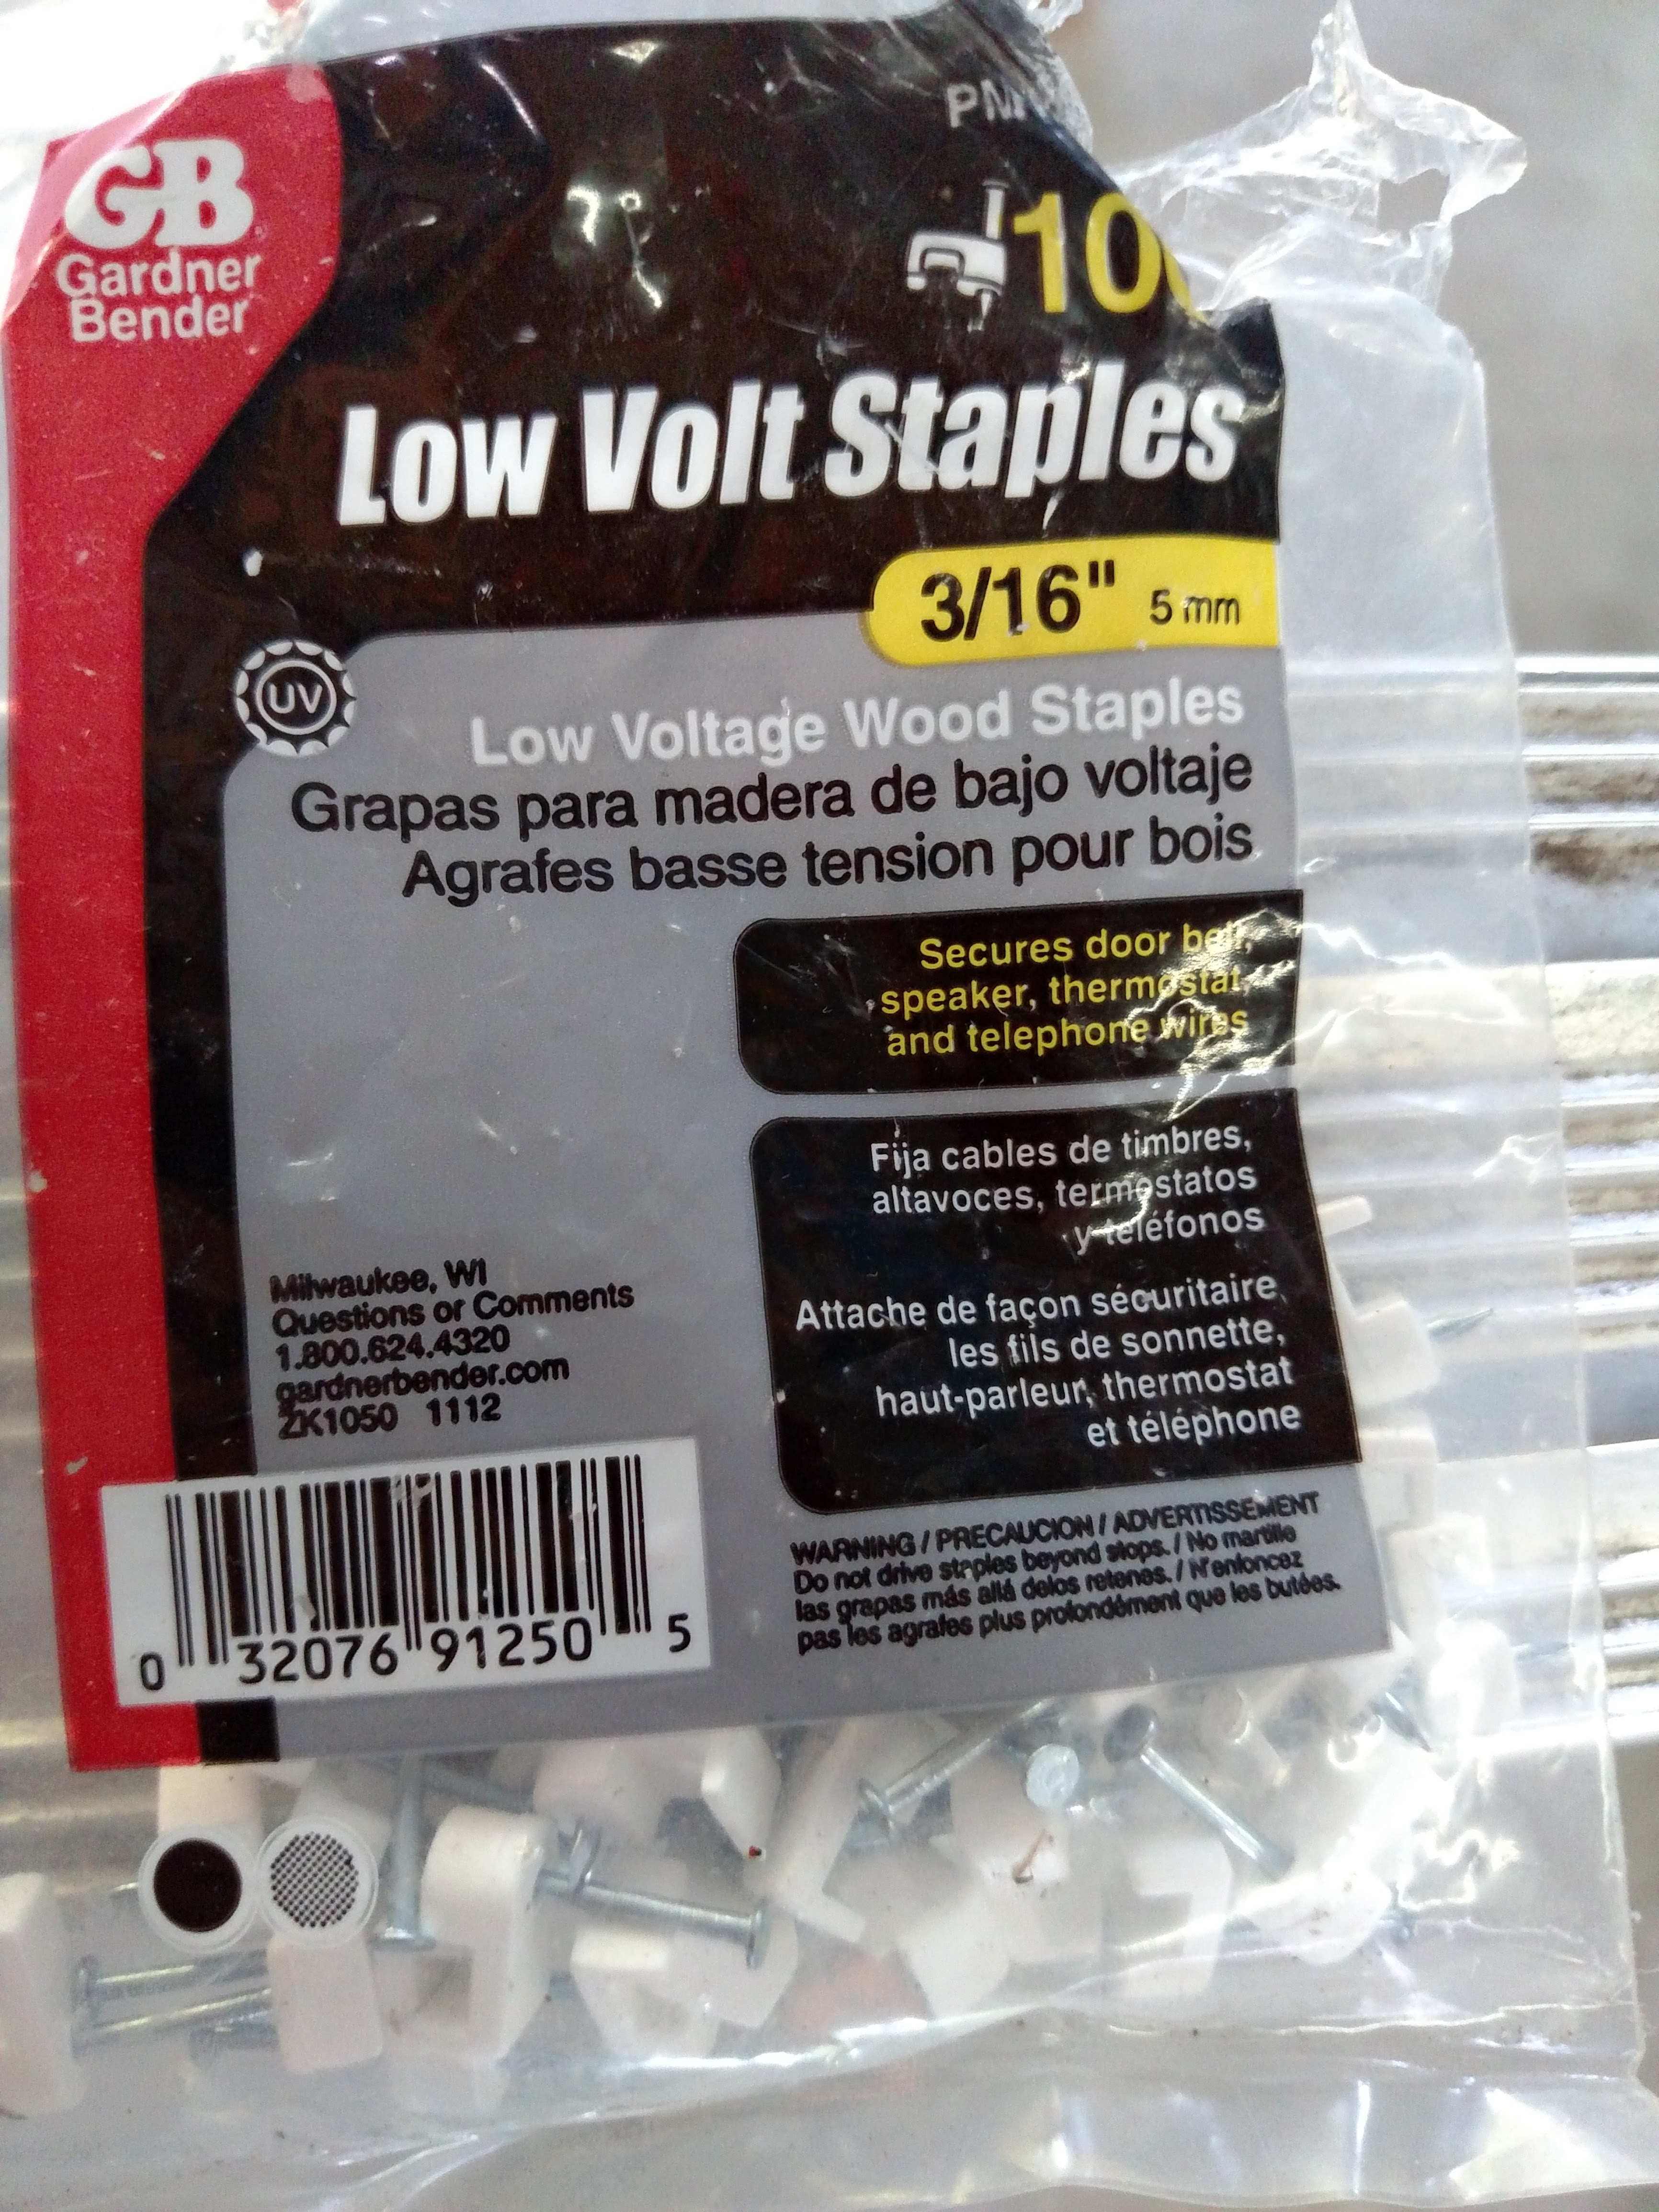 GB
Gardner
Bender
10
Low Volt Staples
3/16" 5 mm
UV
Low Voltage Wood Staples
Grapas para madera de bajo voltaje
Agrafes basse tension pour bois
Secures door bell,
speaker, thermostat,
and telephone wires
Fija cables de timbres,
altavoces, termostatos
y teléfonos
Attache de façon sécuritaire
les fils de sonnette,
haut-parleur, thermostat
et téléphone
Milwaukee, WI
Questions or Comments
1.800.624.4320
gardnerbender.com
ZK1050 1112
WARNING / PRECAUCION / ADVERTISSEMENT
Do not drive staples beyond stops. / No martille
las grapas más allá delos retenes. / N'enfoncez
pas les agrafes plus profondément que les butées.
0 32076 91250 5